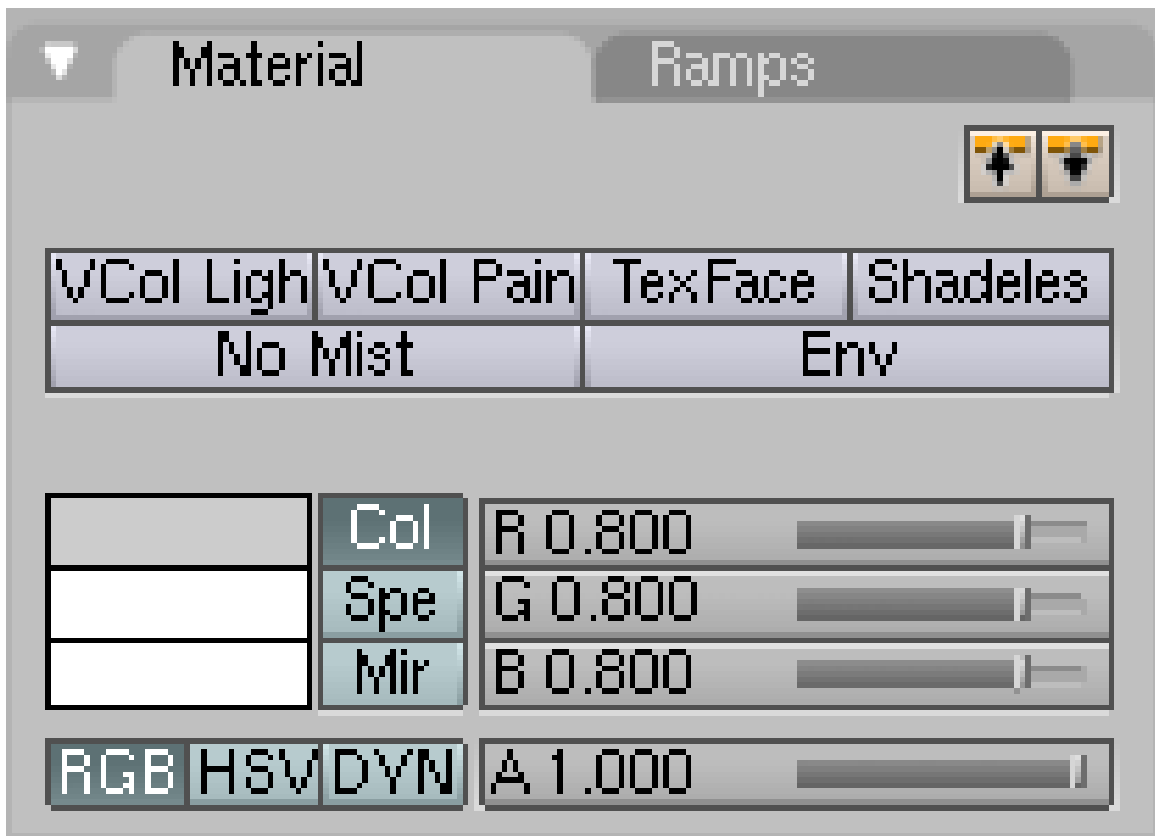 Material Ramps
VCol Ligh VCol Pain TexFace Shadeles
No Mist Env
Col R 0.800
Spe G 0.800
Mir B 0.800
RGB HSV DYN A 1.000